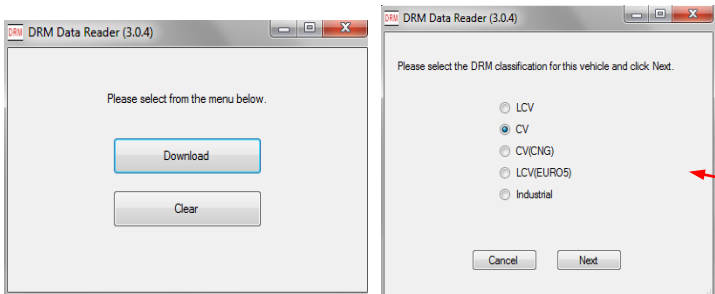 DRM DRM Data Reader (3.0.4)
Please select from the menu below.
Download
Clear
DRM DRM Data Reader (3.0.4)
Please select the DRM classification for this vehicle and click Next.
LCV
CV
CV(CNG)
LCV(EURO5)
Industrial
Cancel Next